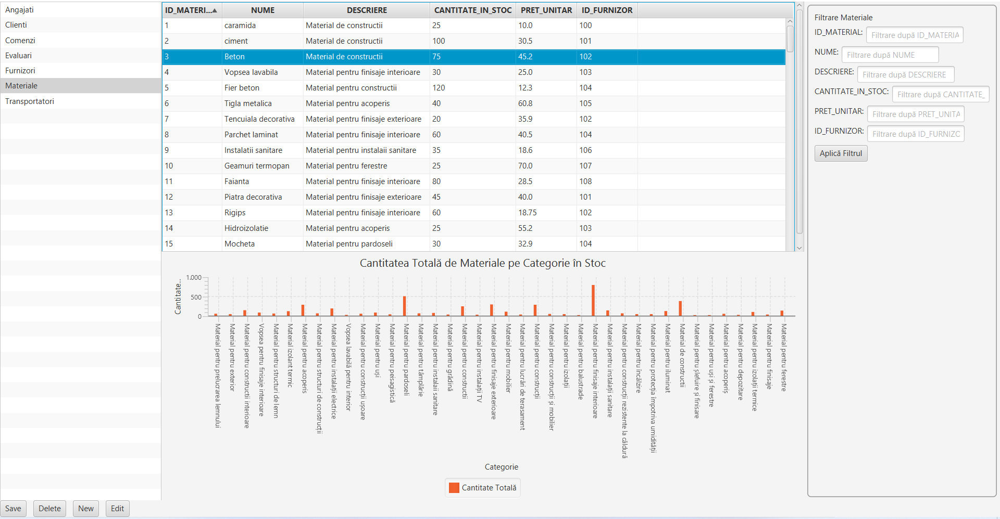 Angajati
Clienti
Comenzi
Evaluari
Furnizori
Materiale
Transportatori
ID_MATERI...▲ NUME DESCRIERE CANTITATE_IN_STOC PRET_UNITAR ID_FURNIZOR
1 caramida Material de constructii 25 10.0 100
2 ciment Material de constructii 100 30.5 101
3 Beton Material de constructii 75 45.2 102
4 Vopsea lavabila Material pentru finisaje interioare 30 25.0 103
5 Fier beton Material pentru constructii 120 12.3 104
6 Tigla metalica Material pentru acoperis 40 60.8 105
7 Tencuiala decorativa Material pentru finisaje exterioare 20 35.9 102
8 Parchet laminat Material pentru finisaje interioare 60 40.5 104
9 Instalatii sanitare Material pentru instalaii sanitare 35 18.6 106
10 Geamuri termopan Material pentru ferestre 25 70.0 107
11 Faianta Material pentru finisaje interioare 80 28.5 108
12 Piatra decorativa Material pentru finisaje exterioare 45 40.0 101
13 Rigips Material pentru finisaje interioare 60 18.75 102
14 Hidroizolatie Material pentru acoperis 25 55.2 103
15 Mocheta Material pentru pardoseli 30 32.9 104
Cantitatea Totală de Materiale pe Categorie în Stoc
Cantitate...
1.000
500
0
Material pentru prelucrarea lemnului
Material pentru exterior
Material pentru constructii interioare
Vopsea pentru finisaje interioare
Material pentru structuri de lemn
Material izolant termic
Material pentru acoperis
Material pentru structuri de construcții
Material pentru instalații electrice
Vopsea lavabilă pentru interior
Material pentru construcții ușoare
Material pentru uși
Material pentru peisagistică
Material pentru pardoseli
Material pentru tâmplărie
Material pentru instalaii sanitare
Material pentru grădină
Material pentru constructii
Material pentru instalații TV
Material pentru finisaje exterioare
Material pentru mobilier
Material pentru lucrări de terasament
Material pentru construcții
Material pentru construcții și mobilier
Material pentru izolații
Material pentru balustrade
Material pentru finisaje interioare
Material pentru instalații sanitare
Material pentru construcții rezistente la căldură
Material pentru încălzire
Material pentru protecția împotriva umidității
Material pentru iluminat
Material de constructii
Material pentru șlefuire și finisare
Material pentru uși și ferestre
Material pentru acoperiș
Material pentru depozitare
Material pentru izolații termice
Material pentru finisaje
Material pentru ferestre
Categorie
Cantitate Totală
Filtrare Materiale
ID_MATERIAL: Filtrare după ID_MATERIA
NUME: Filtrare după NUME
DESCRIERE: Filtrare după DESCRIERE
CANTITATE_IN_STOC: Filtrare după CANTITATE_
PRET_UNITAR: Filtrare după PRET_UNITA
ID_FURNIZOR: Filtrare după ID_FURNIZC
Aplică Filtrul
Save Delete New Edit